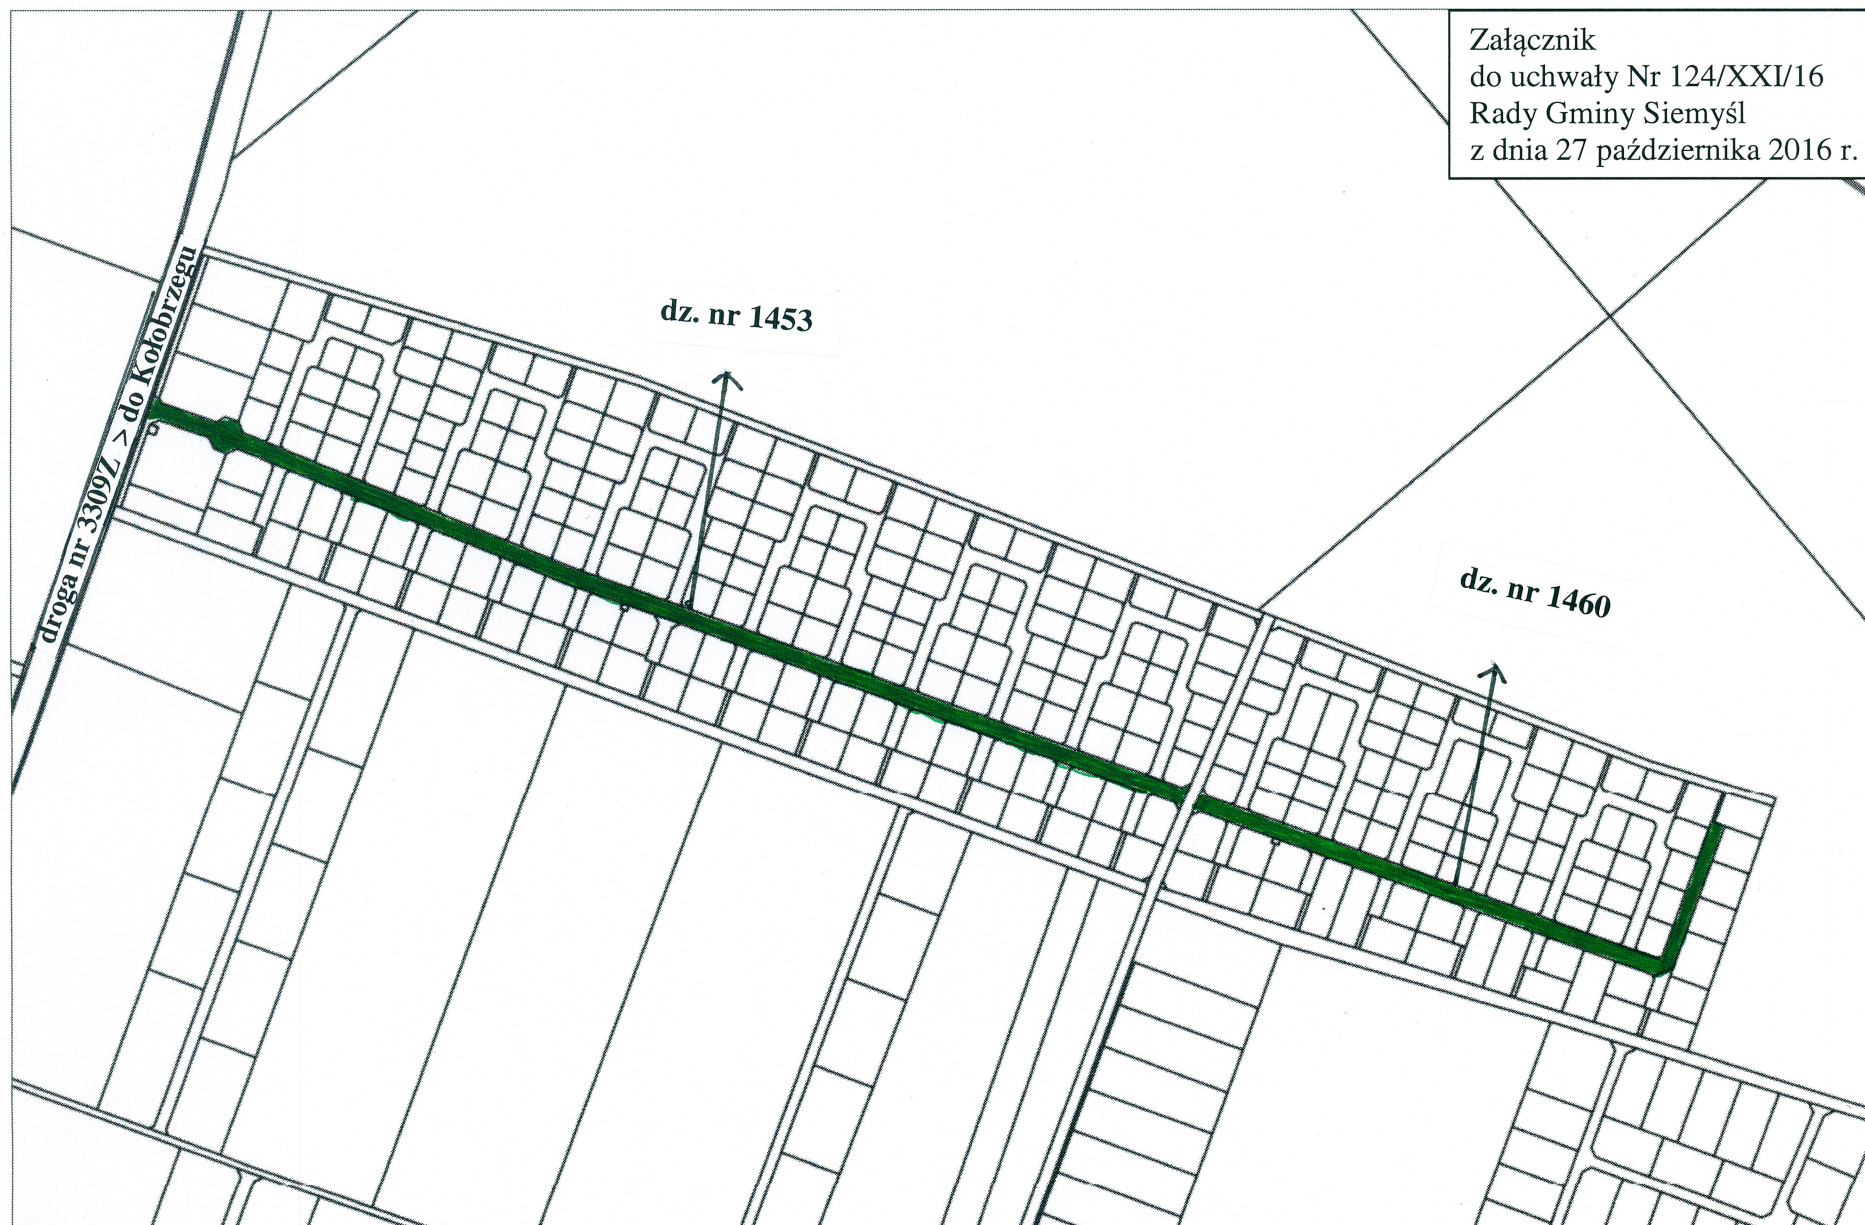 Załącznik
do uchwały Nr 124/XXI/16
Rady Gminy Siemyśl
z dnia 27 października 2016 r.
dz. nr 1453
dz. nr 1460
droga nr 3309Z > do Kołobrzegu